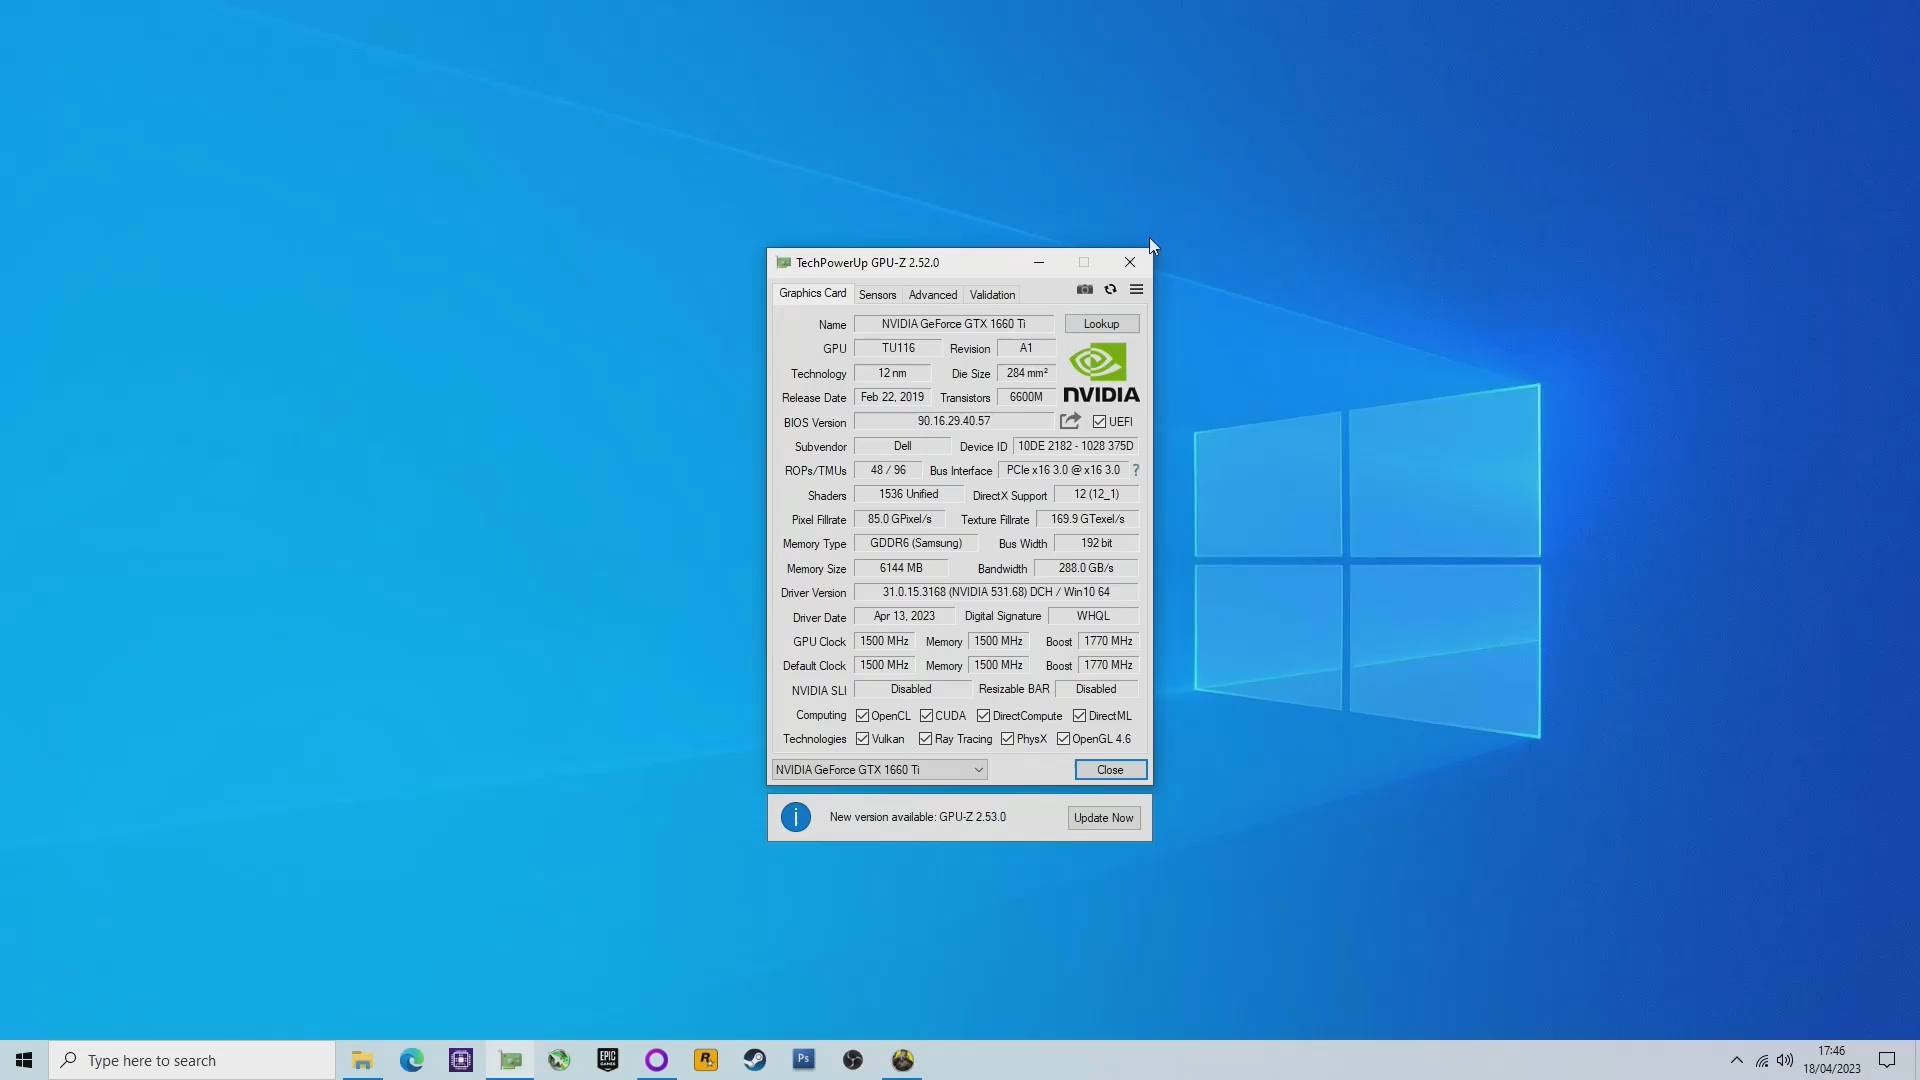 TechPowerUp GPU-Z 2.52.0
Graphics Card Sensors Advanced Validation
Name NVIDIA GeForce GTX 1660 Ti Lookup
GPU TU116 Revision A1
Technology 12 nm Die Size 284 mm²
NVIDIA
Release Date Feb 22, 2019 Transistors 6600M
BIOS Version 90.16.29.40.57 UEFI
Subvendor Dell Device ID 10DE 2182 - 1028 375D
ROPs/TMUs 48 / 96 Bus Interface PCIe x16 3.0 @ x16 3.0 ?
Shaders 1536 Unified DirectX Support 12 (12_1)
Pixel Fillrate 85.0 GPixel/s Texture Fillrate 169.9 GTexel/s
Memory Type GDDR6 (Samsung) Bus Width 192 bit
Memory Size 6144 MB Bandwidth 288.0 GB/s
Driver Version 31.0.15.3168 (NVIDIA 531.68) DCH / Win10 64
Driver Date Apr 13, 2023 Digital Signature WHQL
GPU Clock 1500 MHz Memory 1500 MHz Boost 1770 MHz
Default Clock 1500 MHz Memory 1500 MHz Boost 1770 MHz
NVIDIA SLI Disabled Resizable BAR Disabled
Computing OpenCL CUDA DirectCompute DirectML
Technologies Vulkan Ray Tracing PhysX OpenGL 4.6
NVIDIA GeForce GTX 1660 Ti Close
New version available: GPU-Z 2.53.0 Update Now
Type here to search
EPIC
GAMES
R
Ps
17:46
18/04/2023